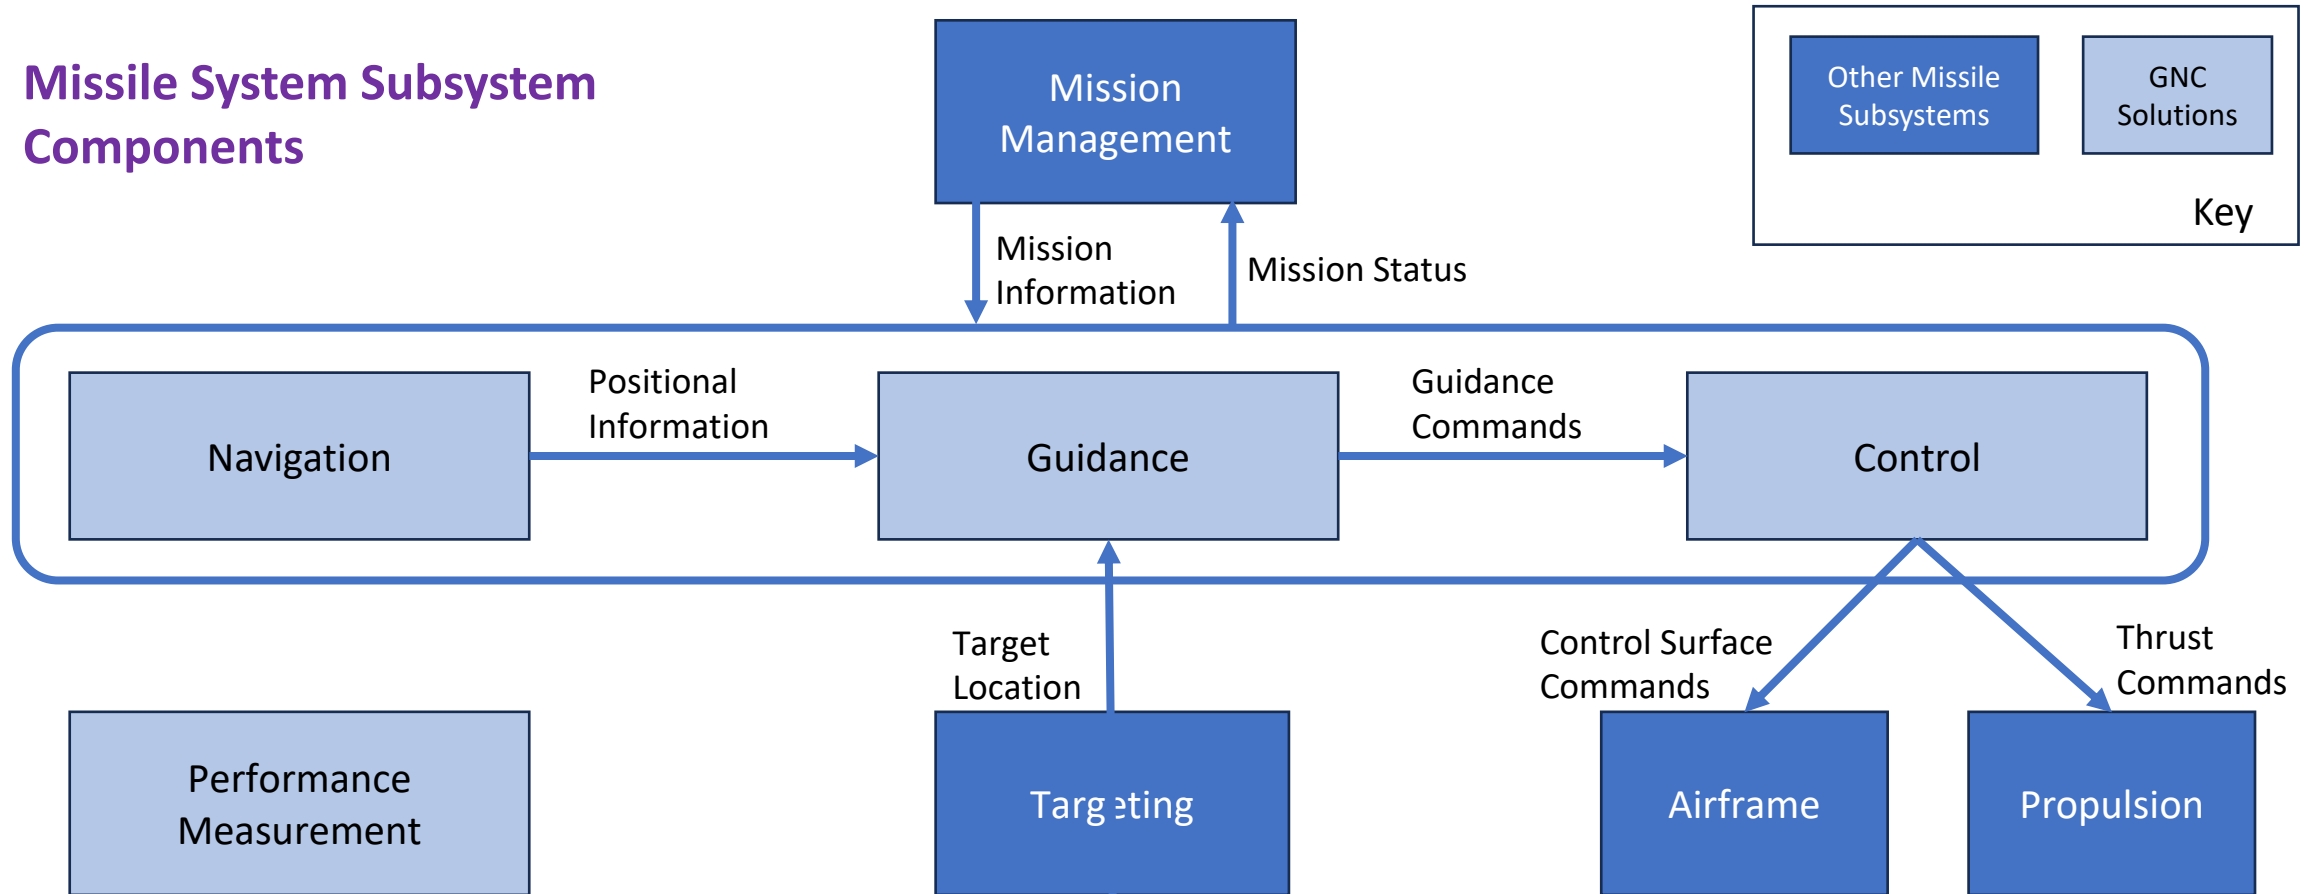 Missile System Subsystem
Components
Mission
Management
Other Missile
Subsystems
GNC
Solutions
Key
Mission
Information
Mission Status
Navigation
Positional
Information
Guidance
Guidance
Commands
Control
Target
Location
Control Surface
Commands
Thrust
Commands
Performance
Measurement
Targeting
Airframe
Propulsion